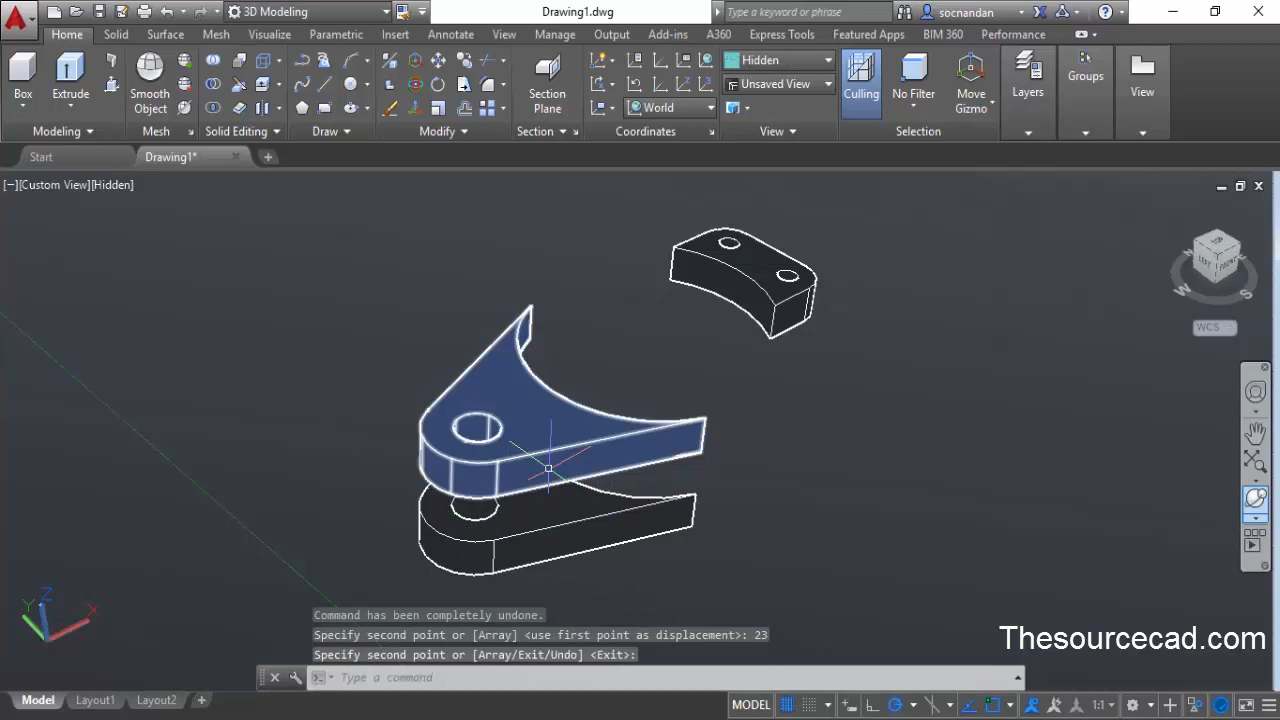 3D Modeling
Drawing1.dwg
Type a keyword or phrase
socnandan
Home Solid Surface Mesh Visualize Parametric Insert Annotate View Manage Output Add-ins A360 Express Tools Featured Apps BIM 360 Performance
Box
Extrude
Smooth
Object
Section
Plane
World
Hidden
Unsaved View
Culling
No Filter
Move
Gizmo
Layers
Groups
View
Modeling
Mesh
Solid Editing
Draw
Modify
Section
Coordinates
View
Selection
Start
Drawing1*
[−][Custom View][Hidden]
TOP
LEFT
FRONT
W
S
WCS
Z
Y
X
Command has been completely undone.
Specify second point or [Array] <use first point as displacement>: 23
Specify second point or [Array/Exit/Undo] <Exit>:
Type a command
Thesourcecad.com
Model Layout1 Layout2
MODEL
1:1